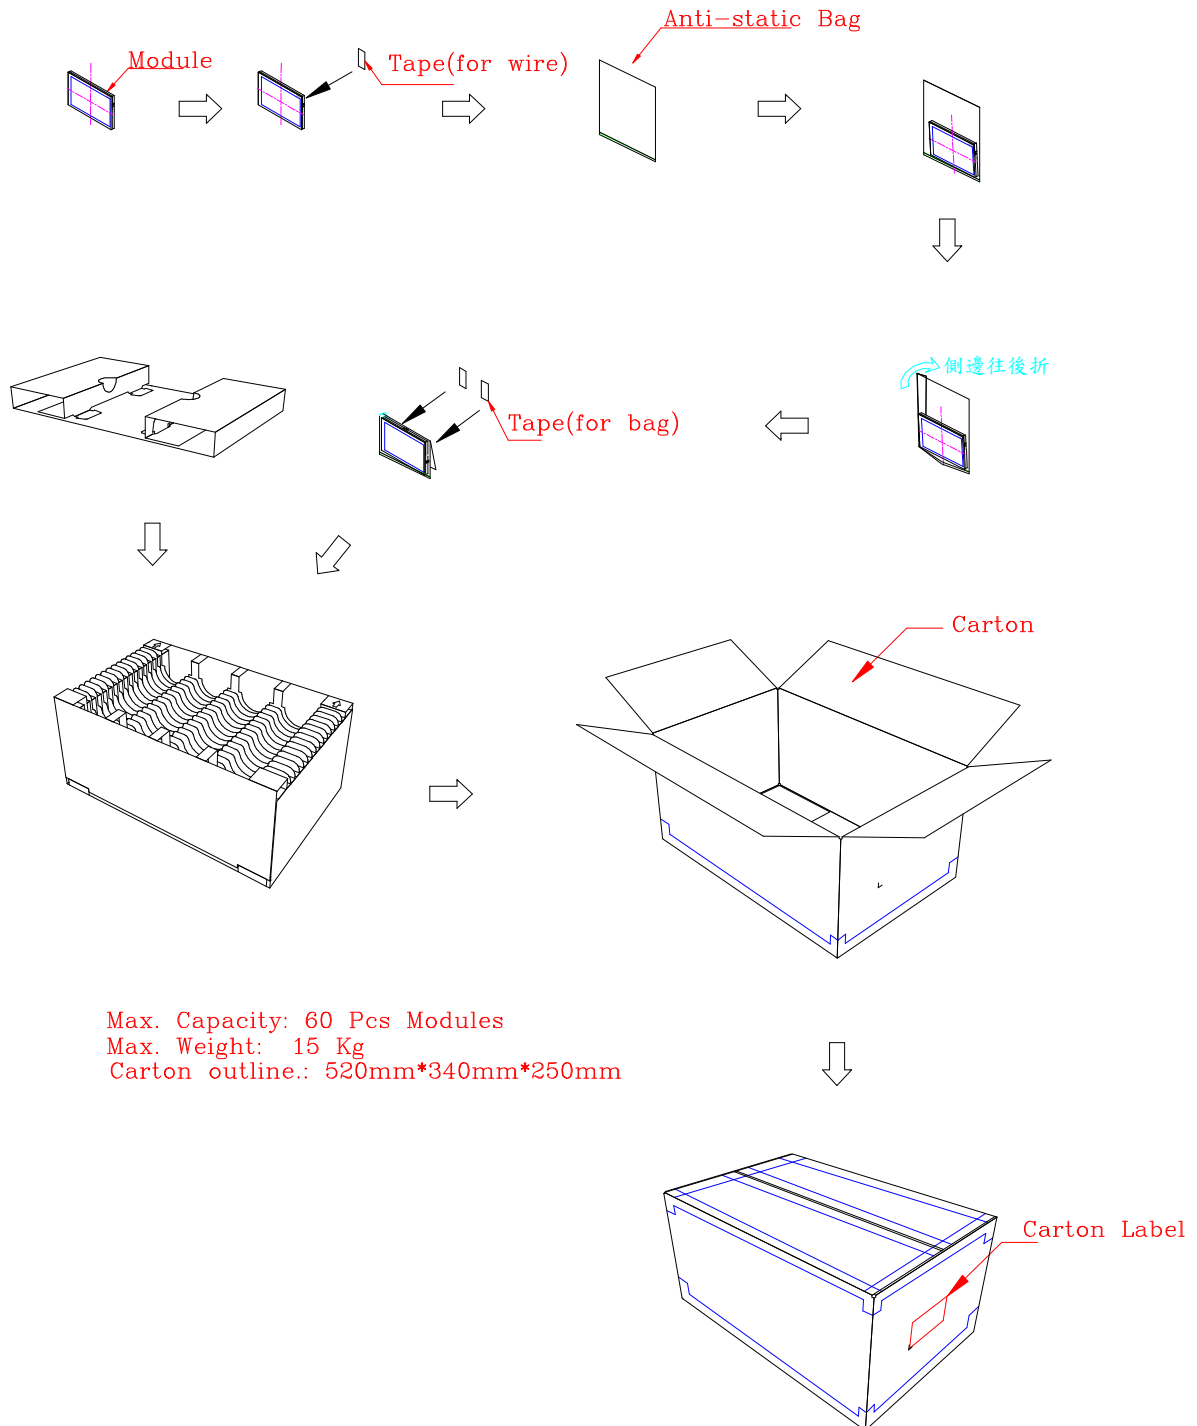 Anti-static Bag
Module
Tape(for wire)
側邊往後折
Tape(for bag)
Carton
Max. Capacity: 60 Pcs Modules
Max. Weight: 15 Kg
Carton outline.: 520mm*340mm*250mm
Carton Label